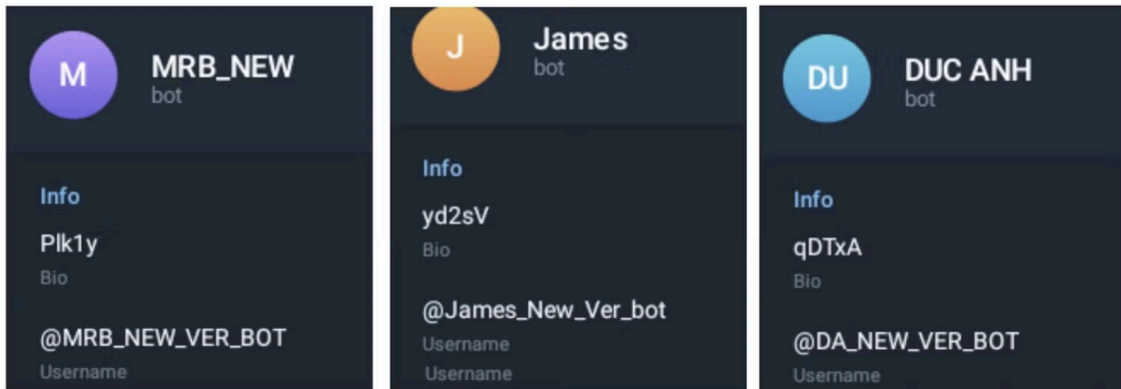 M
MRB_NEW
bot
Info
Plk1y
Bio
@MRB_NEW_VER_BOT
Username
J
James
bot
Info
yd2sV
Bio
@James_New_Ver_bot
Username
Username
DU
DUC ANH
bot
Info
qDTxA
Bio
@DA_NEW_VER_BOT
Username